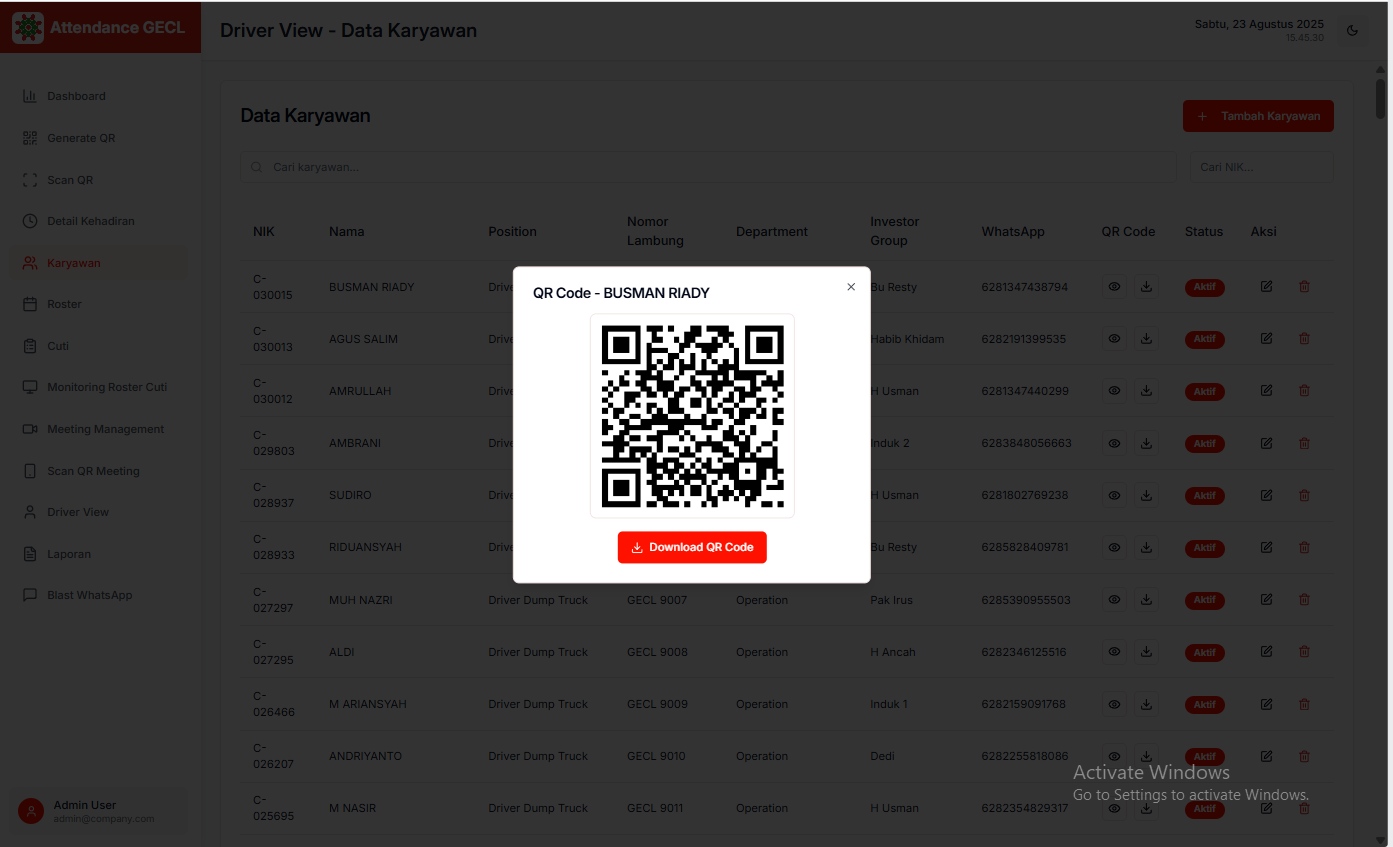 Attendance GECL
Driver View - Data Karyawan
Sabtu, 23 Agustus 2025
15.45.30
Dashboard
Generate QR
Scan QR
Detail Kehadiran
Karyawan
Roster
Cuti
Monitoring Roster Cuti
Meeting Management
Scan QR Meeting
Driver View
Laporan
Blast WhatsApp
Admin User
admin@company.com
Data Karyawan
+ Tambah Karyawan
Cari karyawan...
Cari NIK...
NIK Nama Position Nomor Lambung Department Investor Group WhatsApp QR Code Status Aksi
C-030015 BUSMAN RIADY Drive Bu Resty 6281347438794 Aktif
C-030013 AGUS SALIM Drive Habib Khidam 6282191399535 Aktif
C-030012 AMRULLAH Drive H Usman 6281347440299 Aktif
C-029803 AMBRANI Drive Induk 2 6283848056663 Aktif
C-028937 SUDIRO Drive H Usman 6281802769238 Aktif
C-028933 RIDUANSYAH Drive Bu Resty 6285828409781 Aktif
C-027297 MUH NAZRI Driver Dump Truck GECL 9007 Operation Pak Irus 6285390955503 Aktif
C-027295 ALDI Driver Dump Truck GECL 9008 Operation H Ancah 6282346125516 Aktif
C-026466 M ARIANSYAH Driver Dump Truck GECL 9009 Operation Induk 1 6282159091768 Aktif
C-026207 ANDRIYANTO Driver Dump Truck GECL 9010 Operation Dedi 6282255818086 Aktif
C-025695 M NASIR Driver Dump Truck GECL 9011 Operation H Usman 6282354829317 Aktif
QR Code - BUSMAN RIADY
Download QR Code
Activate Windows
Go to Settings to activate Windows.